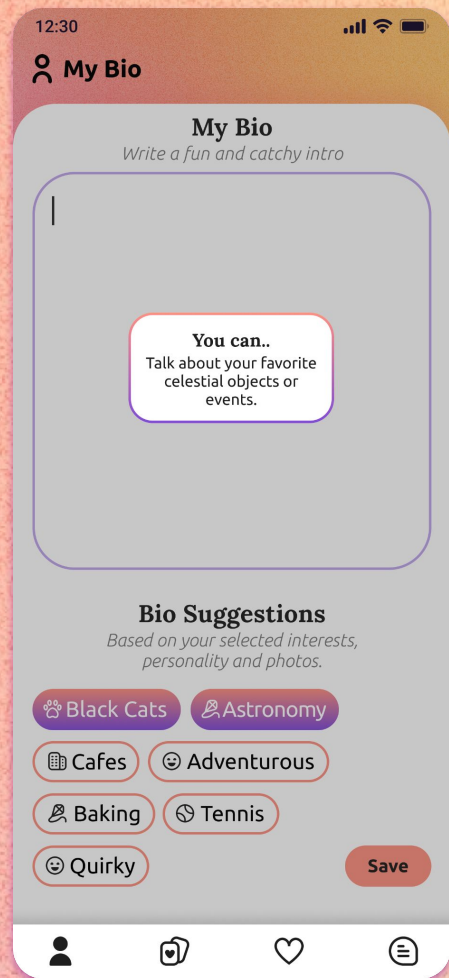 12:30
My Bio
My Bio
Write a fun and catchy intro
You can..
Talk about your favorite
celestial objects or
events.
Bio Suggestions
Based on your selected interests,
personality and photos.
Black Cats
Astronomy
Cafes
Adventurous
Baking
Tennis
Quirky
Save